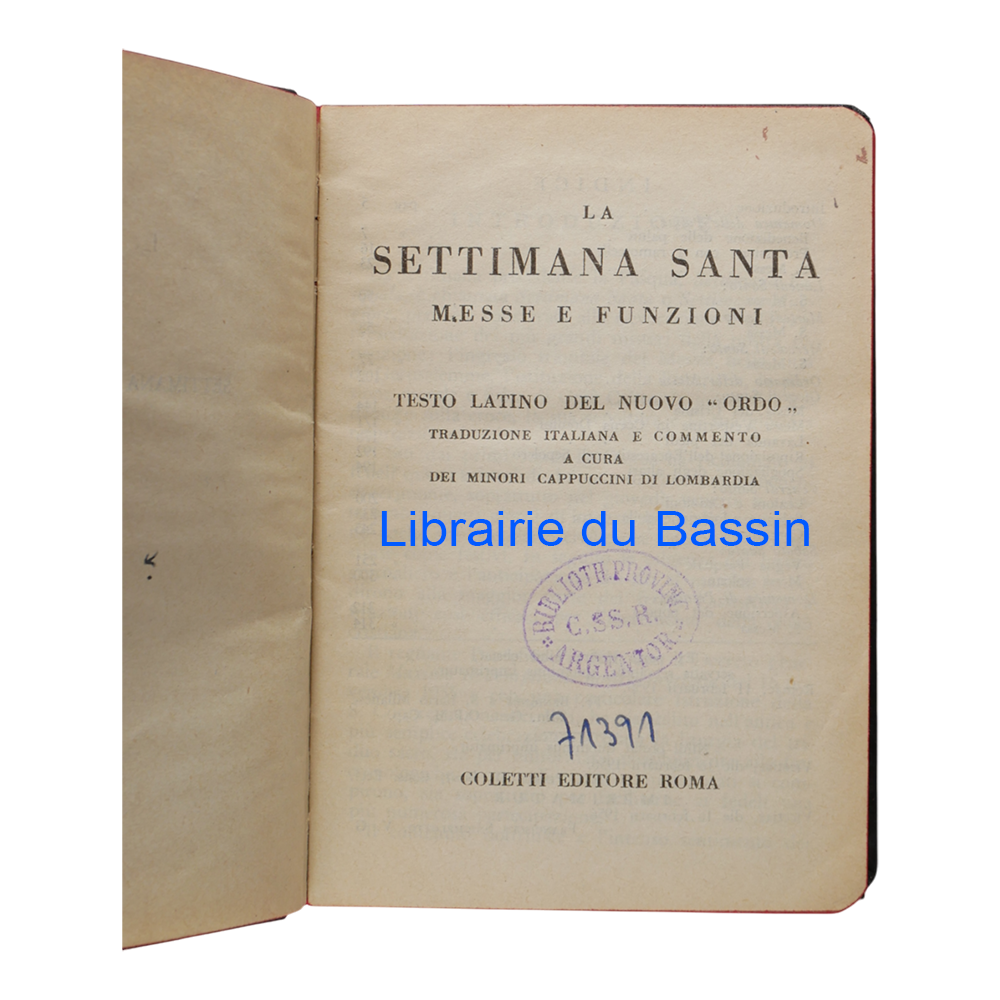 LA
SETTIMANA SANTA
MESSE E FUNZIONI
TESTO LATINO DEL NUOVO “ORDO„
TRADUZIONE ITALIANA E COMMENTO
A CURA
DEI MINORI CAPPUCCINI DI LOMBARDIA
Librairie du Bassin
BIBLIOTH. PROVINC.
C.SS.R.
ARGENTOR.
71391
COLETTI EDITORE ROMA